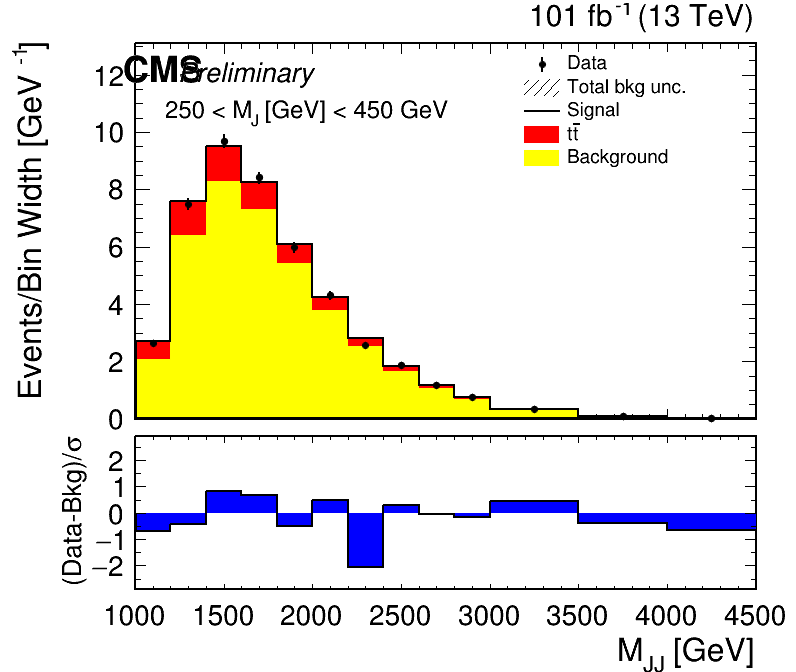 101 fb⁻¹ (13 TeV)
Events/Bin Width [GeV⁻¹]
CMS Preliminary
250 < M_J [GeV] < 450 GeV
Data
Total bkg unc.
Signal
tt̄
Background
12
10
8
6
4
2
0
(Data-Bkg)/σ
2
1
0
−1
−2
1000 1500 2000 2500 3000 3500 4000 4500
M_JJ [GeV]